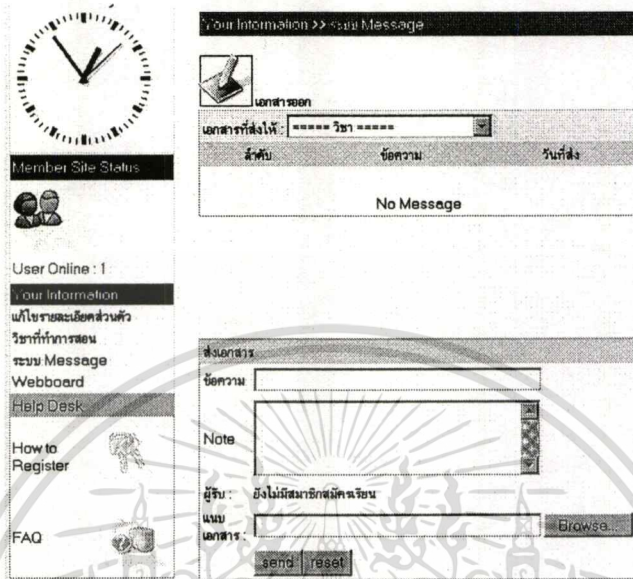 Your Information >> ระบบ Message
เอกสารออก
เอกสารที่ส่งให้ : ===== วิชา =====
ลำดับ ข้อความ วันที่ส่ง
No Message
Member Site Status
User Online : 1
Your Information
แก้ไขรายละเอียดส่วนตัว
วิชาที่ทำการสอน
ระบบ Message
Webboard
Help Desk
How to
Register
FAQ
ส่งเอกสาร
ข้อความ
Note
ผู้รับ : ยังไม่มีสมาชิกสมัครเรียน
แนบ
เอกสาร :
Browse...
send reset